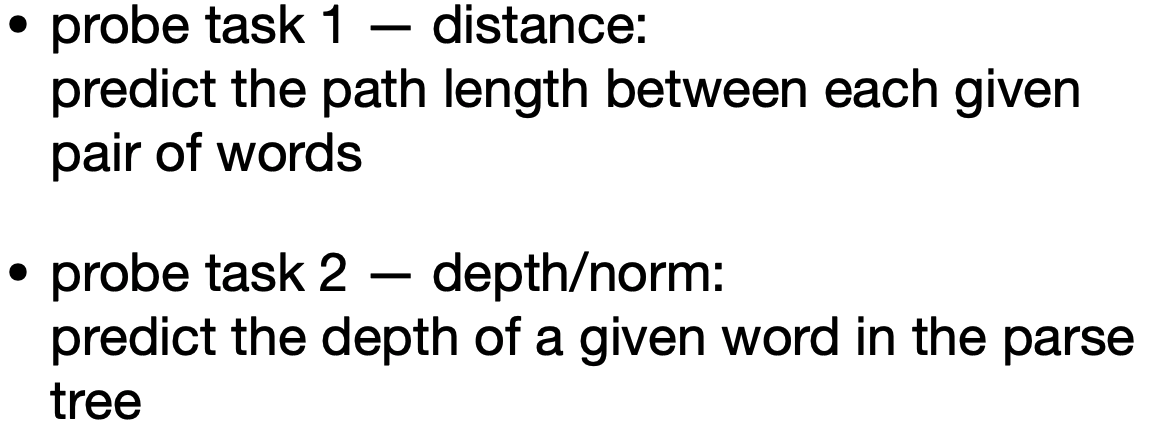 • probe task 1 — distance:
predict the path length between each given
pair of words
• probe task 2 — depth/norm:
predict the depth of a given word in the parse
tree